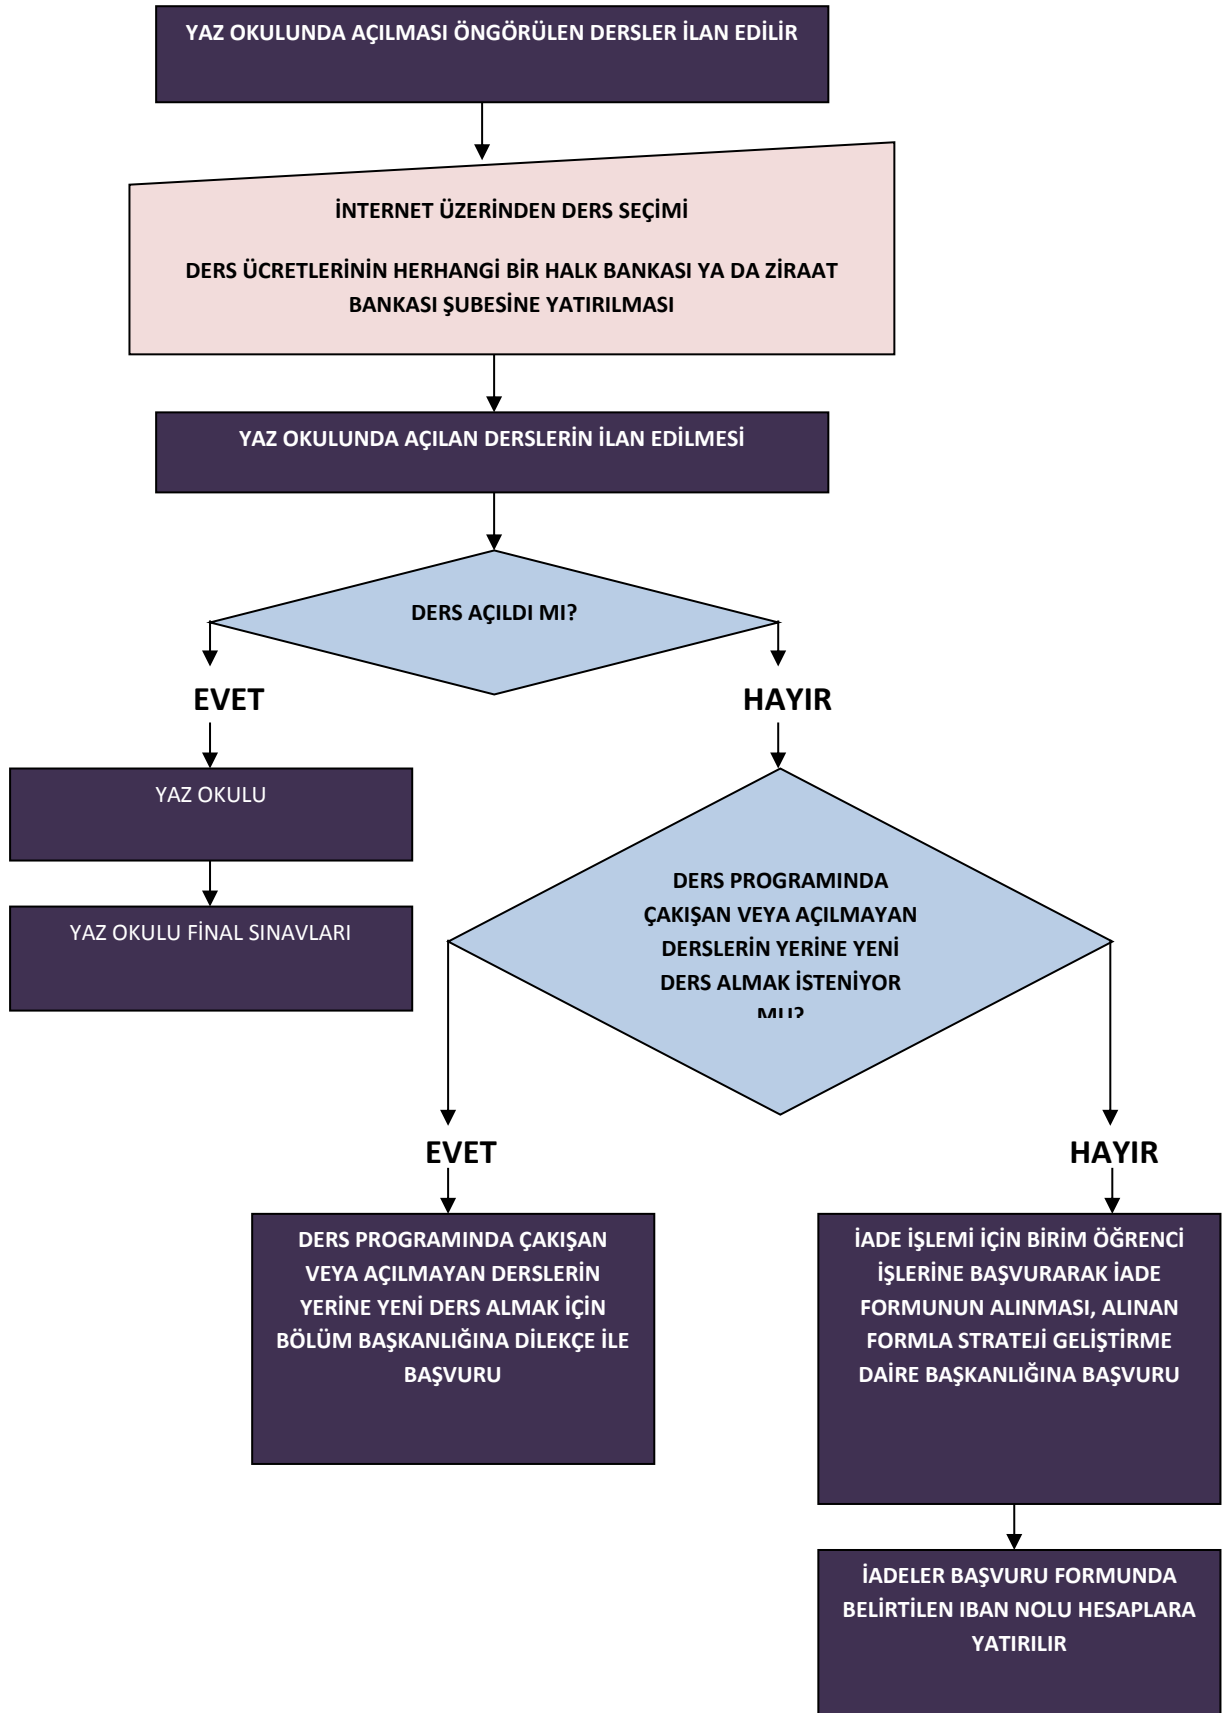 YAZ OKULUNDA AÇILMASI ÖNGÖRÜLEN DERSLER İLAN EDİLİR
İNTERNET ÜZERİNDEN DERS SEÇİMİ
DERS ÜCRETLERİNİN HERHANGİ BİR HALK BANKASI YA DA ZİRAAT
BANKASI ŞUBESİNE YATIRILMASI
YAZ OKULUNDA AÇILAN DERSLERİN İLAN EDİLMESİ
DERS AÇILDI MI?
EVET
HAYIR
YAZ OKULU
YAZ OKULU FİNAL SINAVLARI
DERS PROGRAMINDA
ÇAKIŞAN VEYA AÇILMAYAN
DERSLERİN YERİNE YENİ
DERS ALMAK İSTENİYOR
MU?
EVET
HAYIR
DERS PROGRAMINDA ÇAKIŞAN
VEYA AÇILMAYAN DERSLERİN
YERİNE YENİ DERS ALMAK İÇİN
BÖLÜM BAŞKANLIĞINA DİLEKÇE İLE
BAŞVURU
İADE İŞLEMİ İÇİN BİRİM ÖĞRENCİ
İŞLERİNE BAŞVURARAK İADE
FORMUNUN ALINMASI, ALINAN
FORMLA STRATEJİ GELİŞTİRME
DAİRE BAŞKANLIĞINA BAŞVURU
İADELER BAŞVURU FORMUNDA
BELİRTİLEN IBAN NOLU HESAPLARA
YATIRILIR